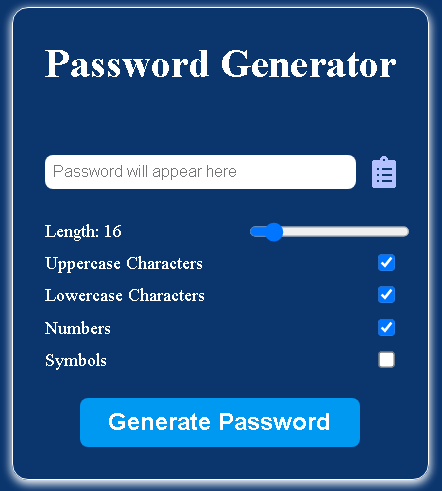 Password Generator
Password will appear here
Length: 16
Uppercase Characters
Lowercase Characters
Numbers
Symbols
Generate Password